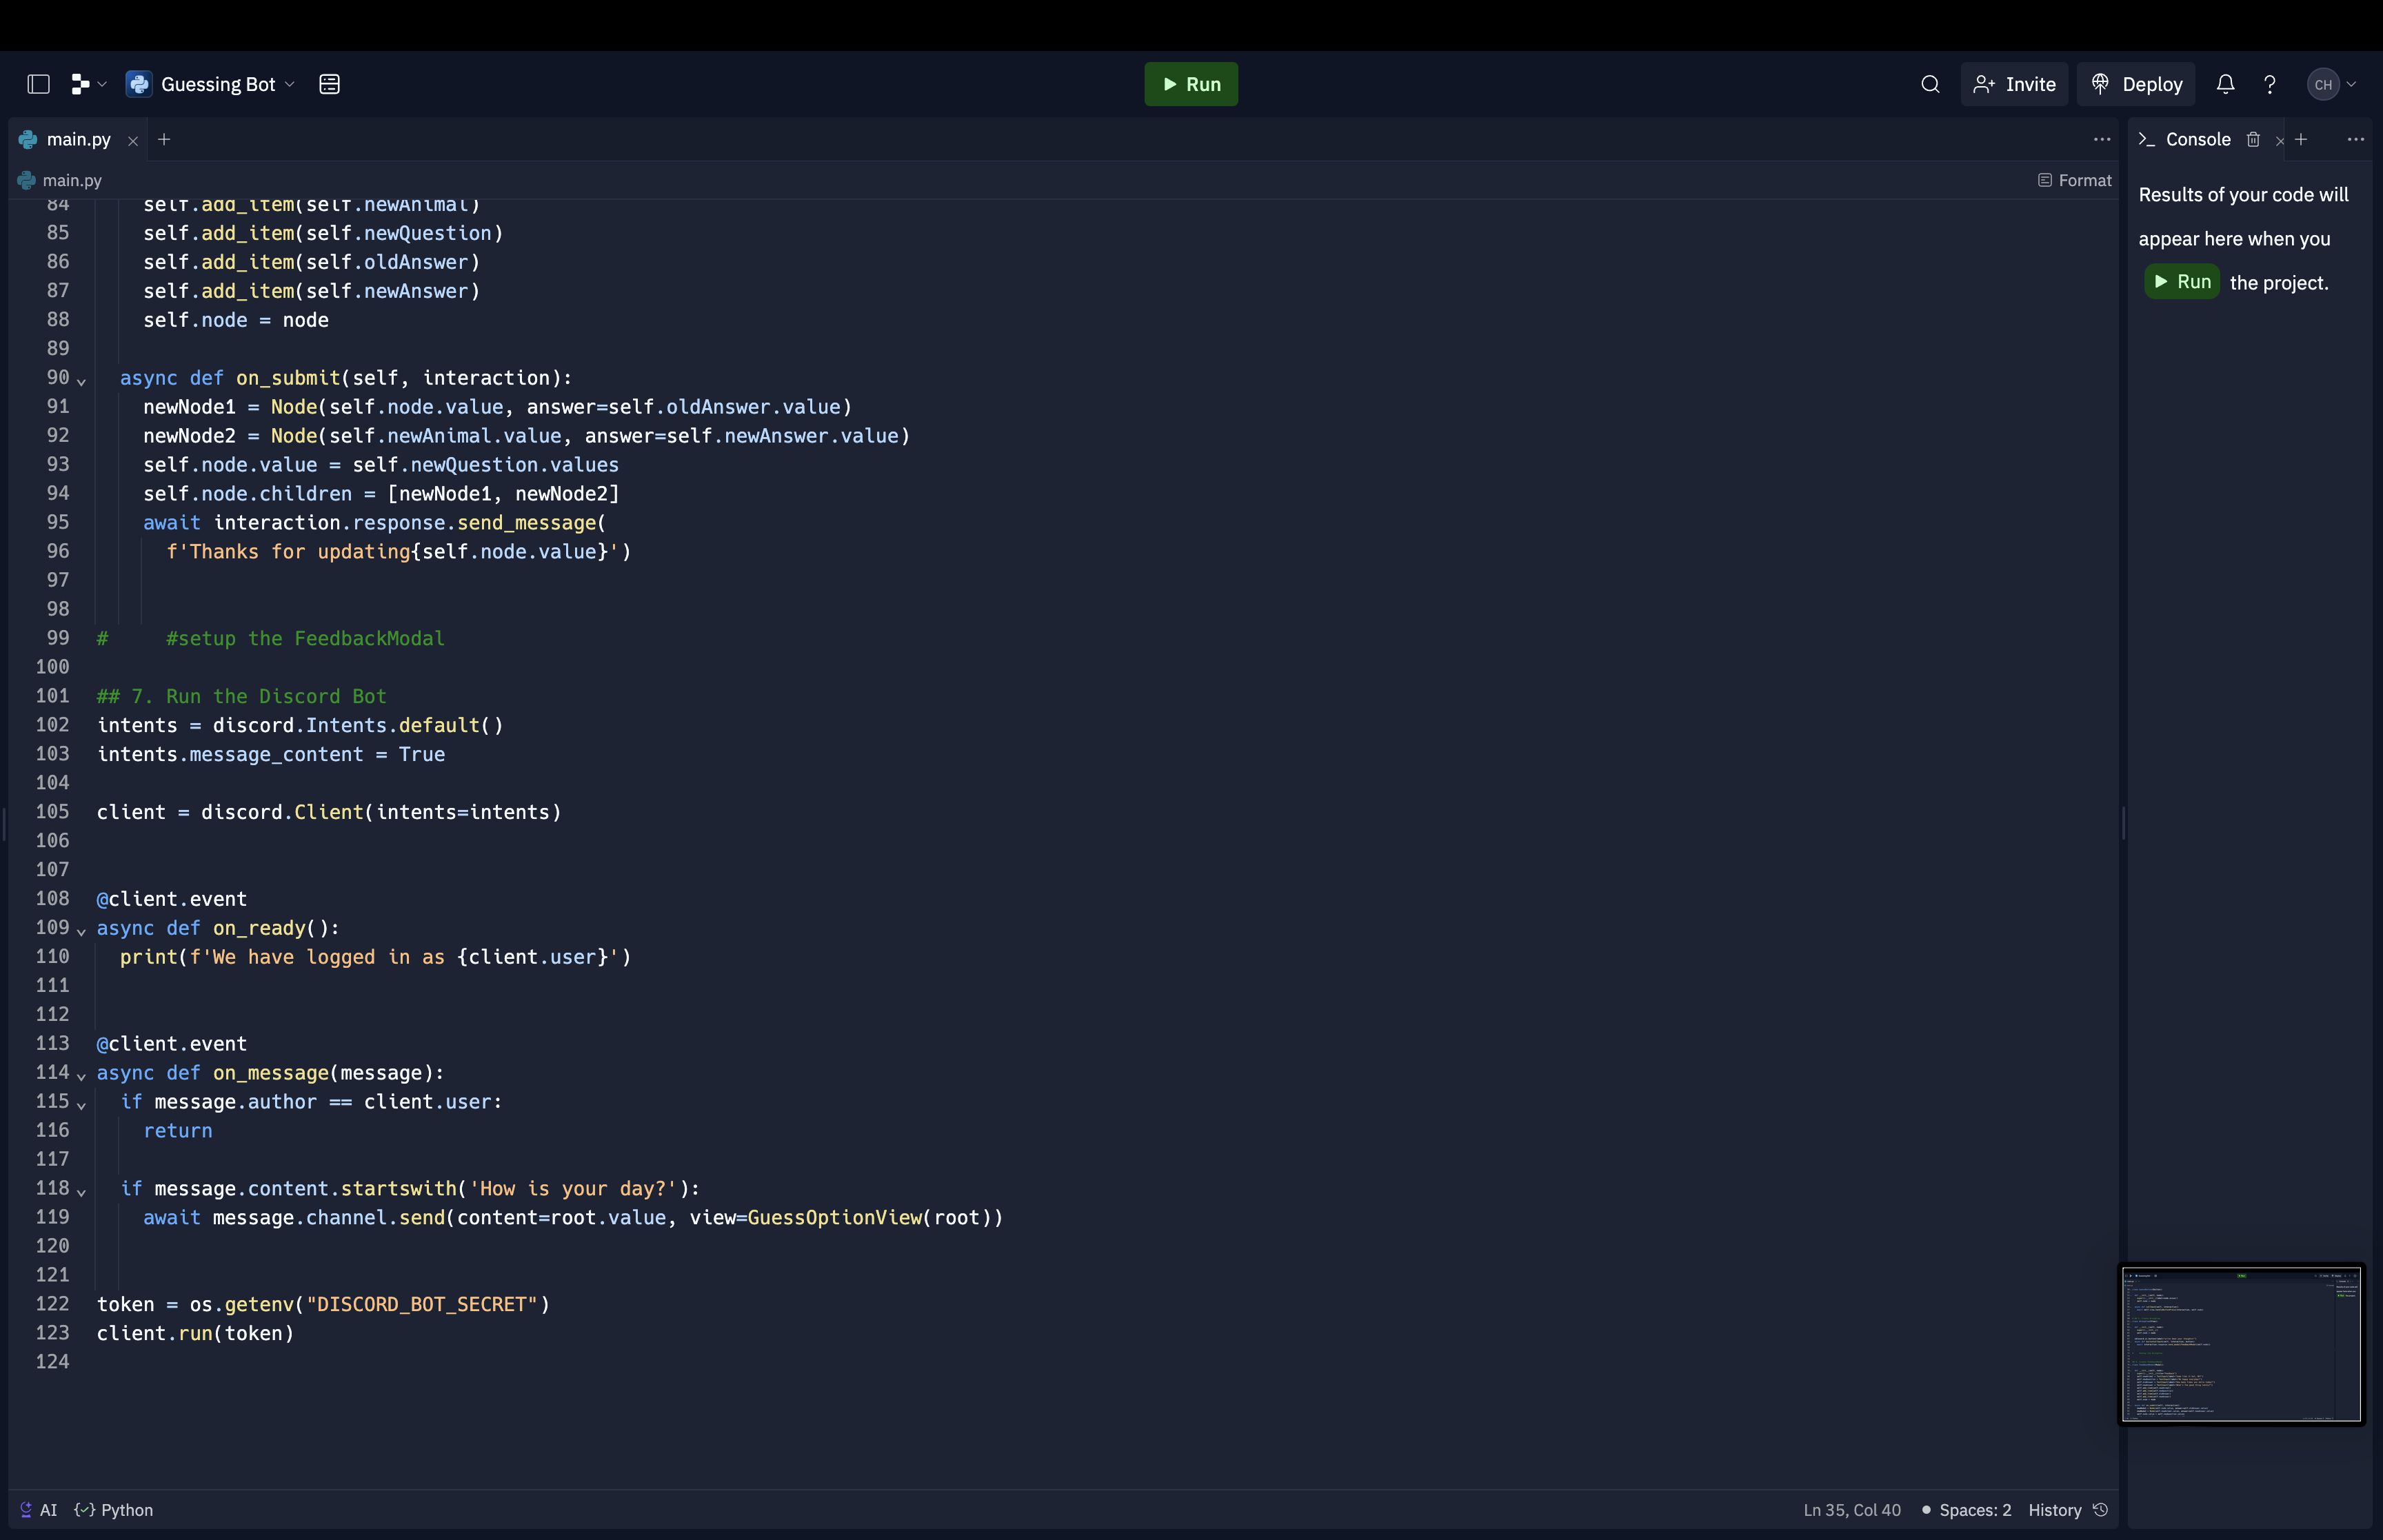 Guessing Bot
Run
Invite
Deploy
CH
main.py
Console
main.py
Format
Results of your code will
appear here when you
Run the project.
84 self.add_item(self.newAnimal)
85 self.add_item(self.newQuestion)
86 self.add_item(self.oldAnswer)
87 self.add_item(self.newAnswer)
88 self.node = node
89
90 async def on_submit(self, interaction):
91 newNode1 = Node(self.node.value, answer=self.oldAnswer.value)
92 newNode2 = Node(self.newAnimal.value, answer=self.newAnswer.value)
93 self.node.value = self.newQuestion.values
94 self.node.children = [newNode1, newNode2]
95 await interaction.response.send_message(
96 f'Thanks for updating{self.node.value}')
97
98
99 # #setup the FeedbackModal
100
101 ## 7. Run the Discord Bot
102 intents = discord.Intents.default()
103 intents.message_content = True
104
105 client = discord.Client(intents=intents)
106
107
108 @client.event
109 async def on_ready():
110 print(f'We have logged in as {client.user}')
111
112
113 @client.event
114 async def on_message(message):
115 if message.author == client.user:
116 return
117
118 if message.content.startswith('How is your day?'):
119 await message.channel.send(content=root.value, view=GuessOptionView(root))
120
121
122 token = os.getenv("DISCORD_BOT_SECRET")
123 client.run(token)
124
AI
Python
Ln 35, Col 40
Spaces: 2
History